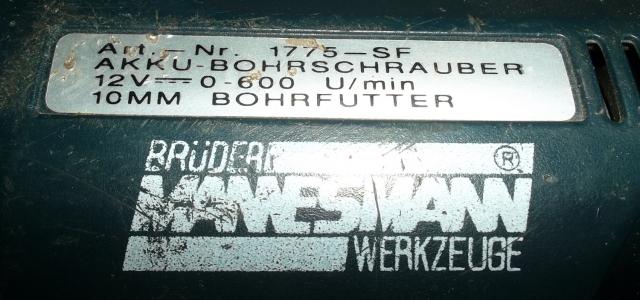 Art.-Nr. 1775-SF
AKKU-BOHRSCHRAUBER
12V⎓ 0-600 U/min
10MM BOHRFUTTER
BRÜDER
®
MANNESMANN
WERKZEUGE